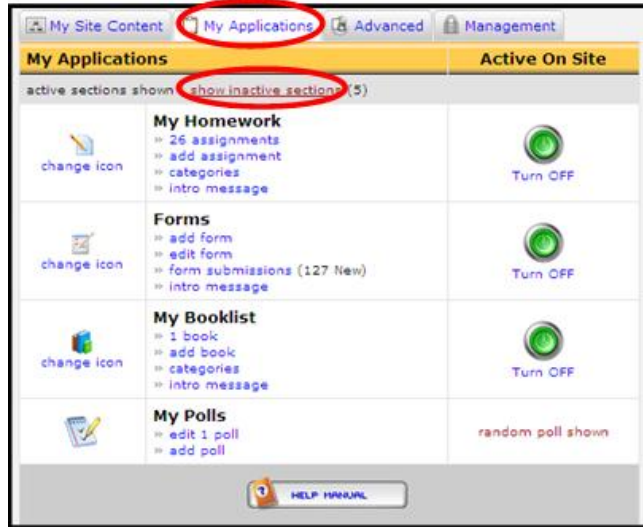 My Site Content My Applications Advanced Management
My Applications Active On Site
active sections shown show inactive sections (5)
My Homework
» 26 assignments
» add assignment
» categories
» intro message
change icon
Turn OFF
Forms
» add form
» edit form
» form submissions (127 New)
» intro message
change icon
Turn OFF
My Booklist
» 1 book
» add book
» categories
» intro message
change icon
Turn OFF
My Polls
» edit 1 poll
» add poll
random poll shown
? HELP MANUAL